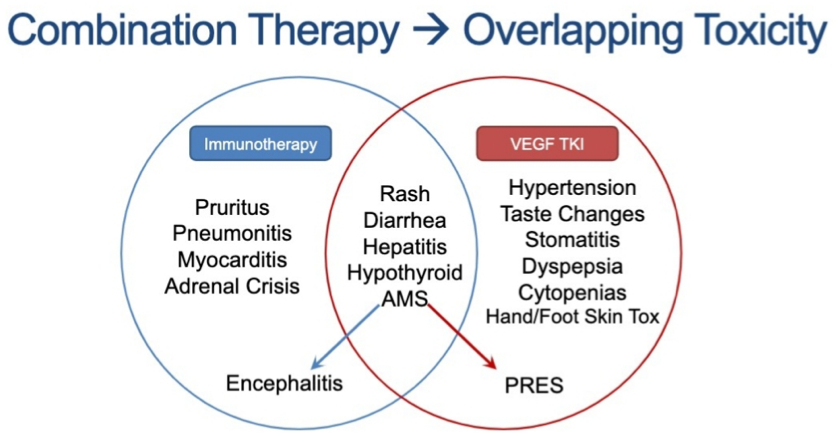 Combination Therapy → Overlapping Toxicity
Immunotherapy
Pruritus
Pneumonitis
Myocarditis
Adrenal Crisis
Encephalitis
Rash
Diarrhea
Hepatitis
Hypothyroid
AMS
VEGF TKI
Hypertension
Taste Changes
Stomatitis
Dyspepsia
Cytopenias
Hand/Foot Skin Tox
PRES